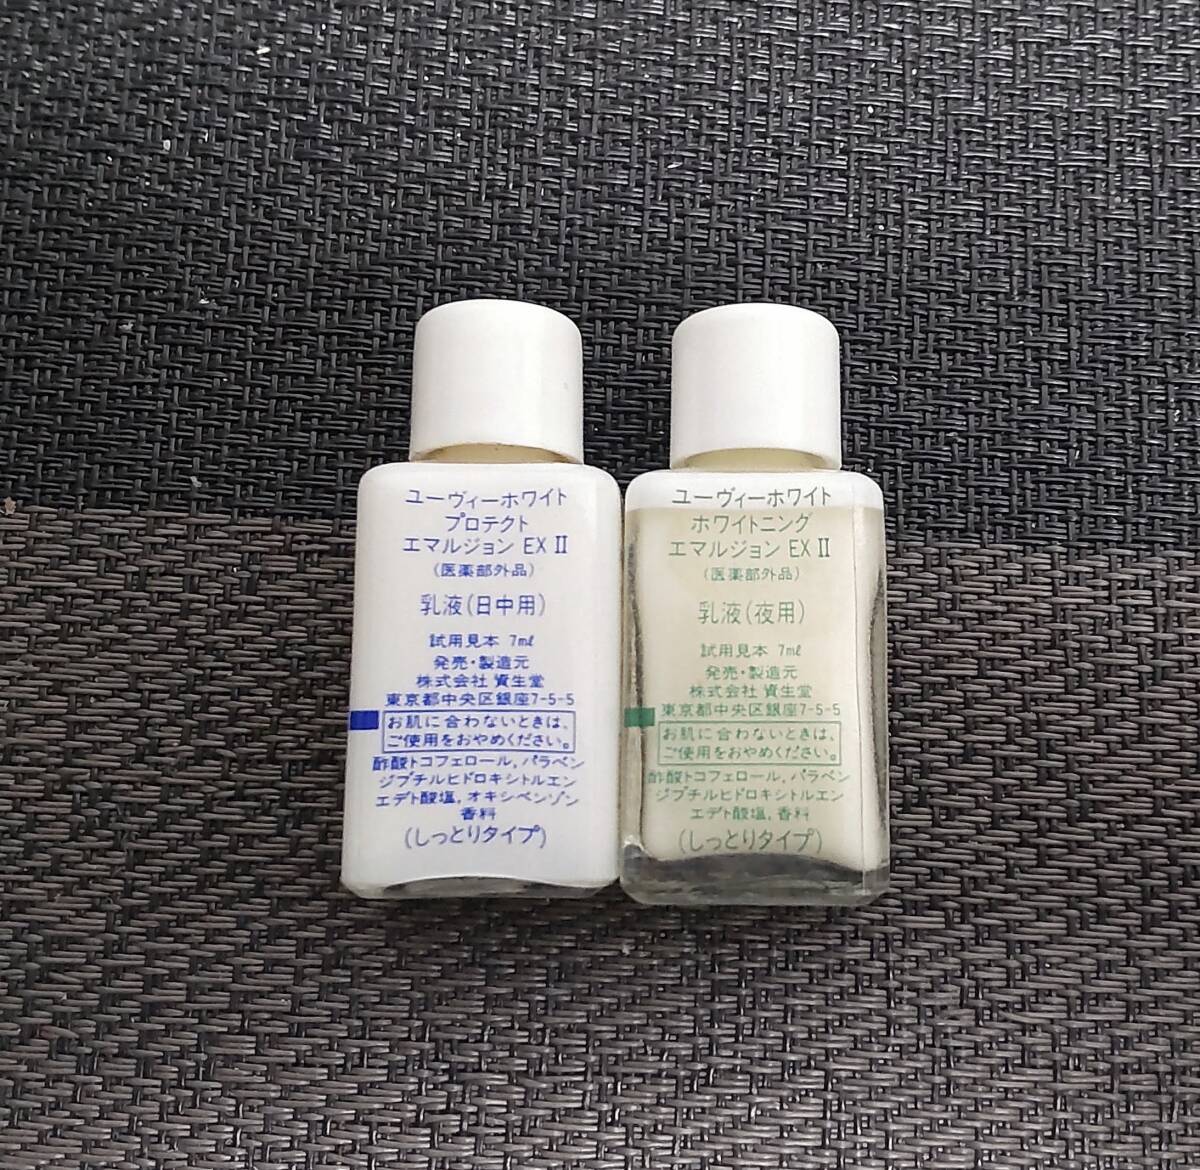 ユーヴィーホワイト
プロテクト
エマルジョン EX II
(医薬部外品)
乳液(日中用)
試用見本 7ml
発売・製造元
株式会社 資生堂
東京都中央区銀座7-5-5
お肌に合わないときは、
ご使用をおやめください。
酢酸トコフェロール, パラベン
ジブチルヒドロキシトルエン
エデト酸塩, オキシベンゾン
香料
(しっとりタイプ)
ユーヴィーホワイト
ホワイトニング
エマルジョン EX II
(医薬部外品)
乳液(夜用)
試用見本 7ml
発売・製造元
株式会社 資生堂
東京都中央区銀座7-5-5
お肌に合わないときは、
ご使用をおやめください。
酢酸トコフェロール, パラベン
ジブチルヒドロキシトルエン
エデト酸塩, 香料
(しっとりタイプ)